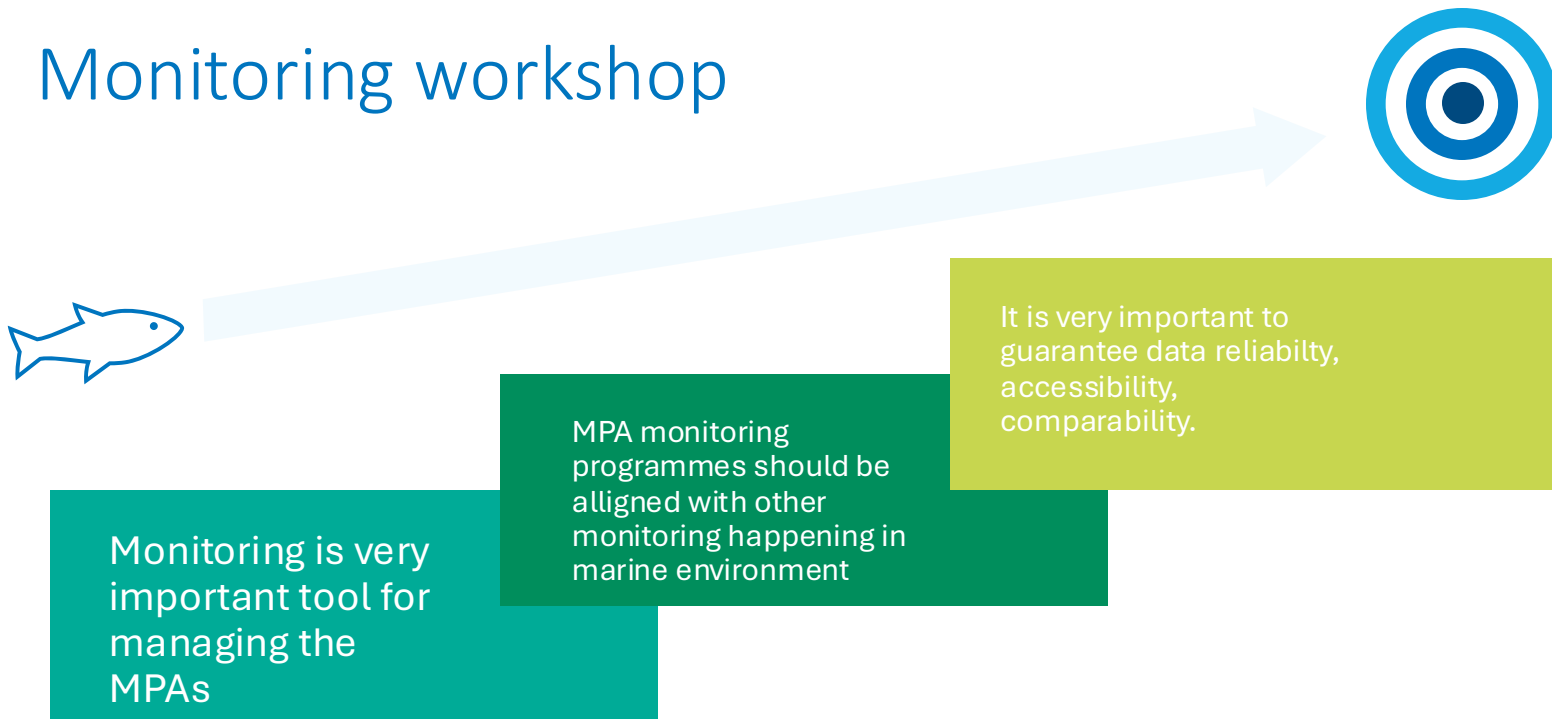 Monitoring workshop
It is very important to
guarantee data reliabilty,
accessibility,
comparability.
MPA monitoring
programmes should be
alligned with other
monitoring happening in
marine environment
Monitoring is very
important tool for
managing the
MPAs